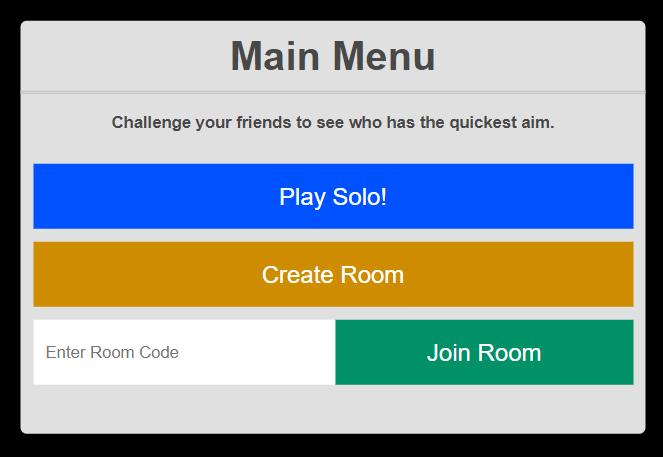 Main Menu
Challenge your friends to see who has the quickest aim.
Play Solo!
Create Room
Enter Room Code
Join Room